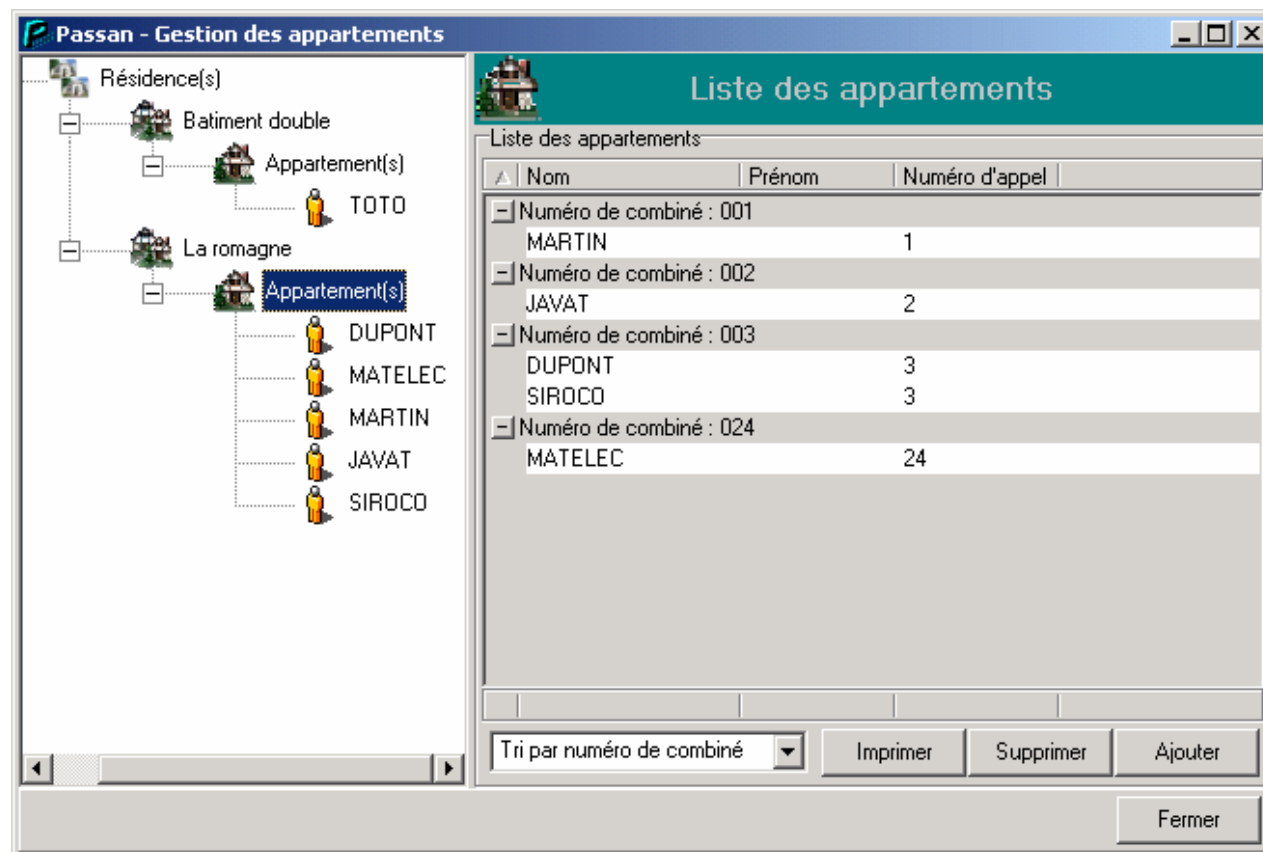 Passan - Gestion des appartements
Résidence(s)
Batiment double
Appartement(s)
TOTO
La romagne
Appartement(s)
DUPONT
MATELEC
MARTIN
JAVAT
SIROCO
Liste des appartements
Liste des appartements
Nom Prénom Numéro d'appel
Numéro de combiné : 001
MARTIN 1
Numéro de combiné : 002
JAVAT 2
Numéro de combiné : 003
DUPONT 3
SIROCO 3
Numéro de combiné : 024
MATELEC 24
Tri par numéro de combiné Imprimer Supprimer Ajouter
Fermer